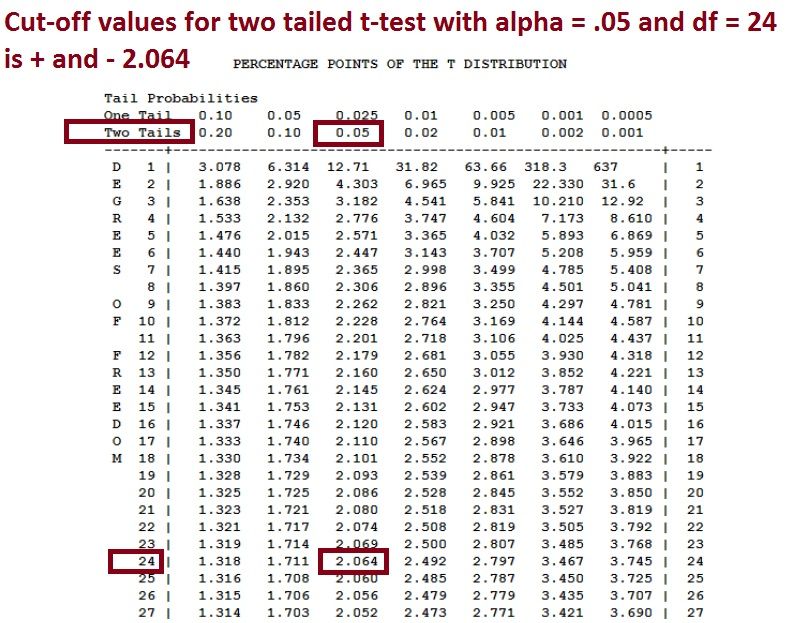 Cut-off values for two tailed t-test with alpha = .05 and df = 24
is + and - 2.064
PERCENTAGE POINTS OF THE T DISTRIBUTION
Tail Probabilities
One Tail 0.10 0.05 0.025 0.01 0.005 0.001 0.0005
Two Tails 0.20 0.10 0.05 0.02 0.01 0.002 0.001
-------+---------------------------------------------------------+-----
D 1 | 3.078 6.314 12.71 31.82 63.66 318.3 637 | 1
E 2 | 1.886 2.920 4.303 6.965 9.925 22.330 31.6 | 2
G 3 | 1.638 2.353 3.182 4.541 5.841 10.210 12.92 | 3
R 4 | 1.533 2.132 2.776 3.747 4.604 7.173 8.610 | 4
E 5 | 1.476 2.015 2.571 3.365 4.032 5.893 6.869 | 5
E 6 | 1.440 1.943 2.447 3.143 3.707 5.208 5.959 | 6
S 7 | 1.415 1.895 2.365 2.998 3.499 4.785 5.408 | 7
8 | 1.397 1.860 2.306 2.896 3.355 4.501 5.041 | 8
O 9 | 1.383 1.833 2.262 2.821 3.250 4.297 4.781 | 9
F 10 | 1.372 1.812 2.228 2.764 3.169 4.144 4.587 | 10
11 | 1.363 1.796 2.201 2.718 3.106 4.025 4.437 | 11
F 12 | 1.356 1.782 2.179 2.681 3.055 3.930 4.318 | 12
R 13 | 1.350 1.771 2.160 2.650 3.012 3.852 4.221 | 13
E 14 | 1.345 1.761 2.145 2.624 2.977 3.787 4.140 | 14
E 15 | 1.341 1.753 2.131 2.602 2.947 3.733 4.073 | 15
D 16 | 1.337 1.746 2.120 2.583 2.921 3.686 4.015 | 16
O 17 | 1.333 1.740 2.110 2.567 2.898 3.646 3.965 | 17
M 18 | 1.330 1.734 2.101 2.552 2.878 3.610 3.922 | 18
19 | 1.328 1.729 2.093 2.539 2.861 3.579 3.883 | 19
20 | 1.325 1.725 2.086 2.528 2.845 3.552 3.850 | 20
21 | 1.323 1.721 2.080 2.518 2.831 3.527 3.819 | 21
22 | 1.321 1.717 2.074 2.508 2.819 3.505 3.792 | 22
23 | 1.319 1.714 2.069 2.500 2.807 3.485 3.768 | 23
24 | 1.318 1.711 2.064 2.492 2.797 3.467 3.745 | 24
25 | 1.316 1.708 2.060 2.485 2.787 3.450 3.725 | 25
26 | 1.315 1.706 2.056 2.479 2.779 3.435 3.707 | 26
27 | 1.314 1.703 2.052 2.473 2.771 3.421 3.690 | 27